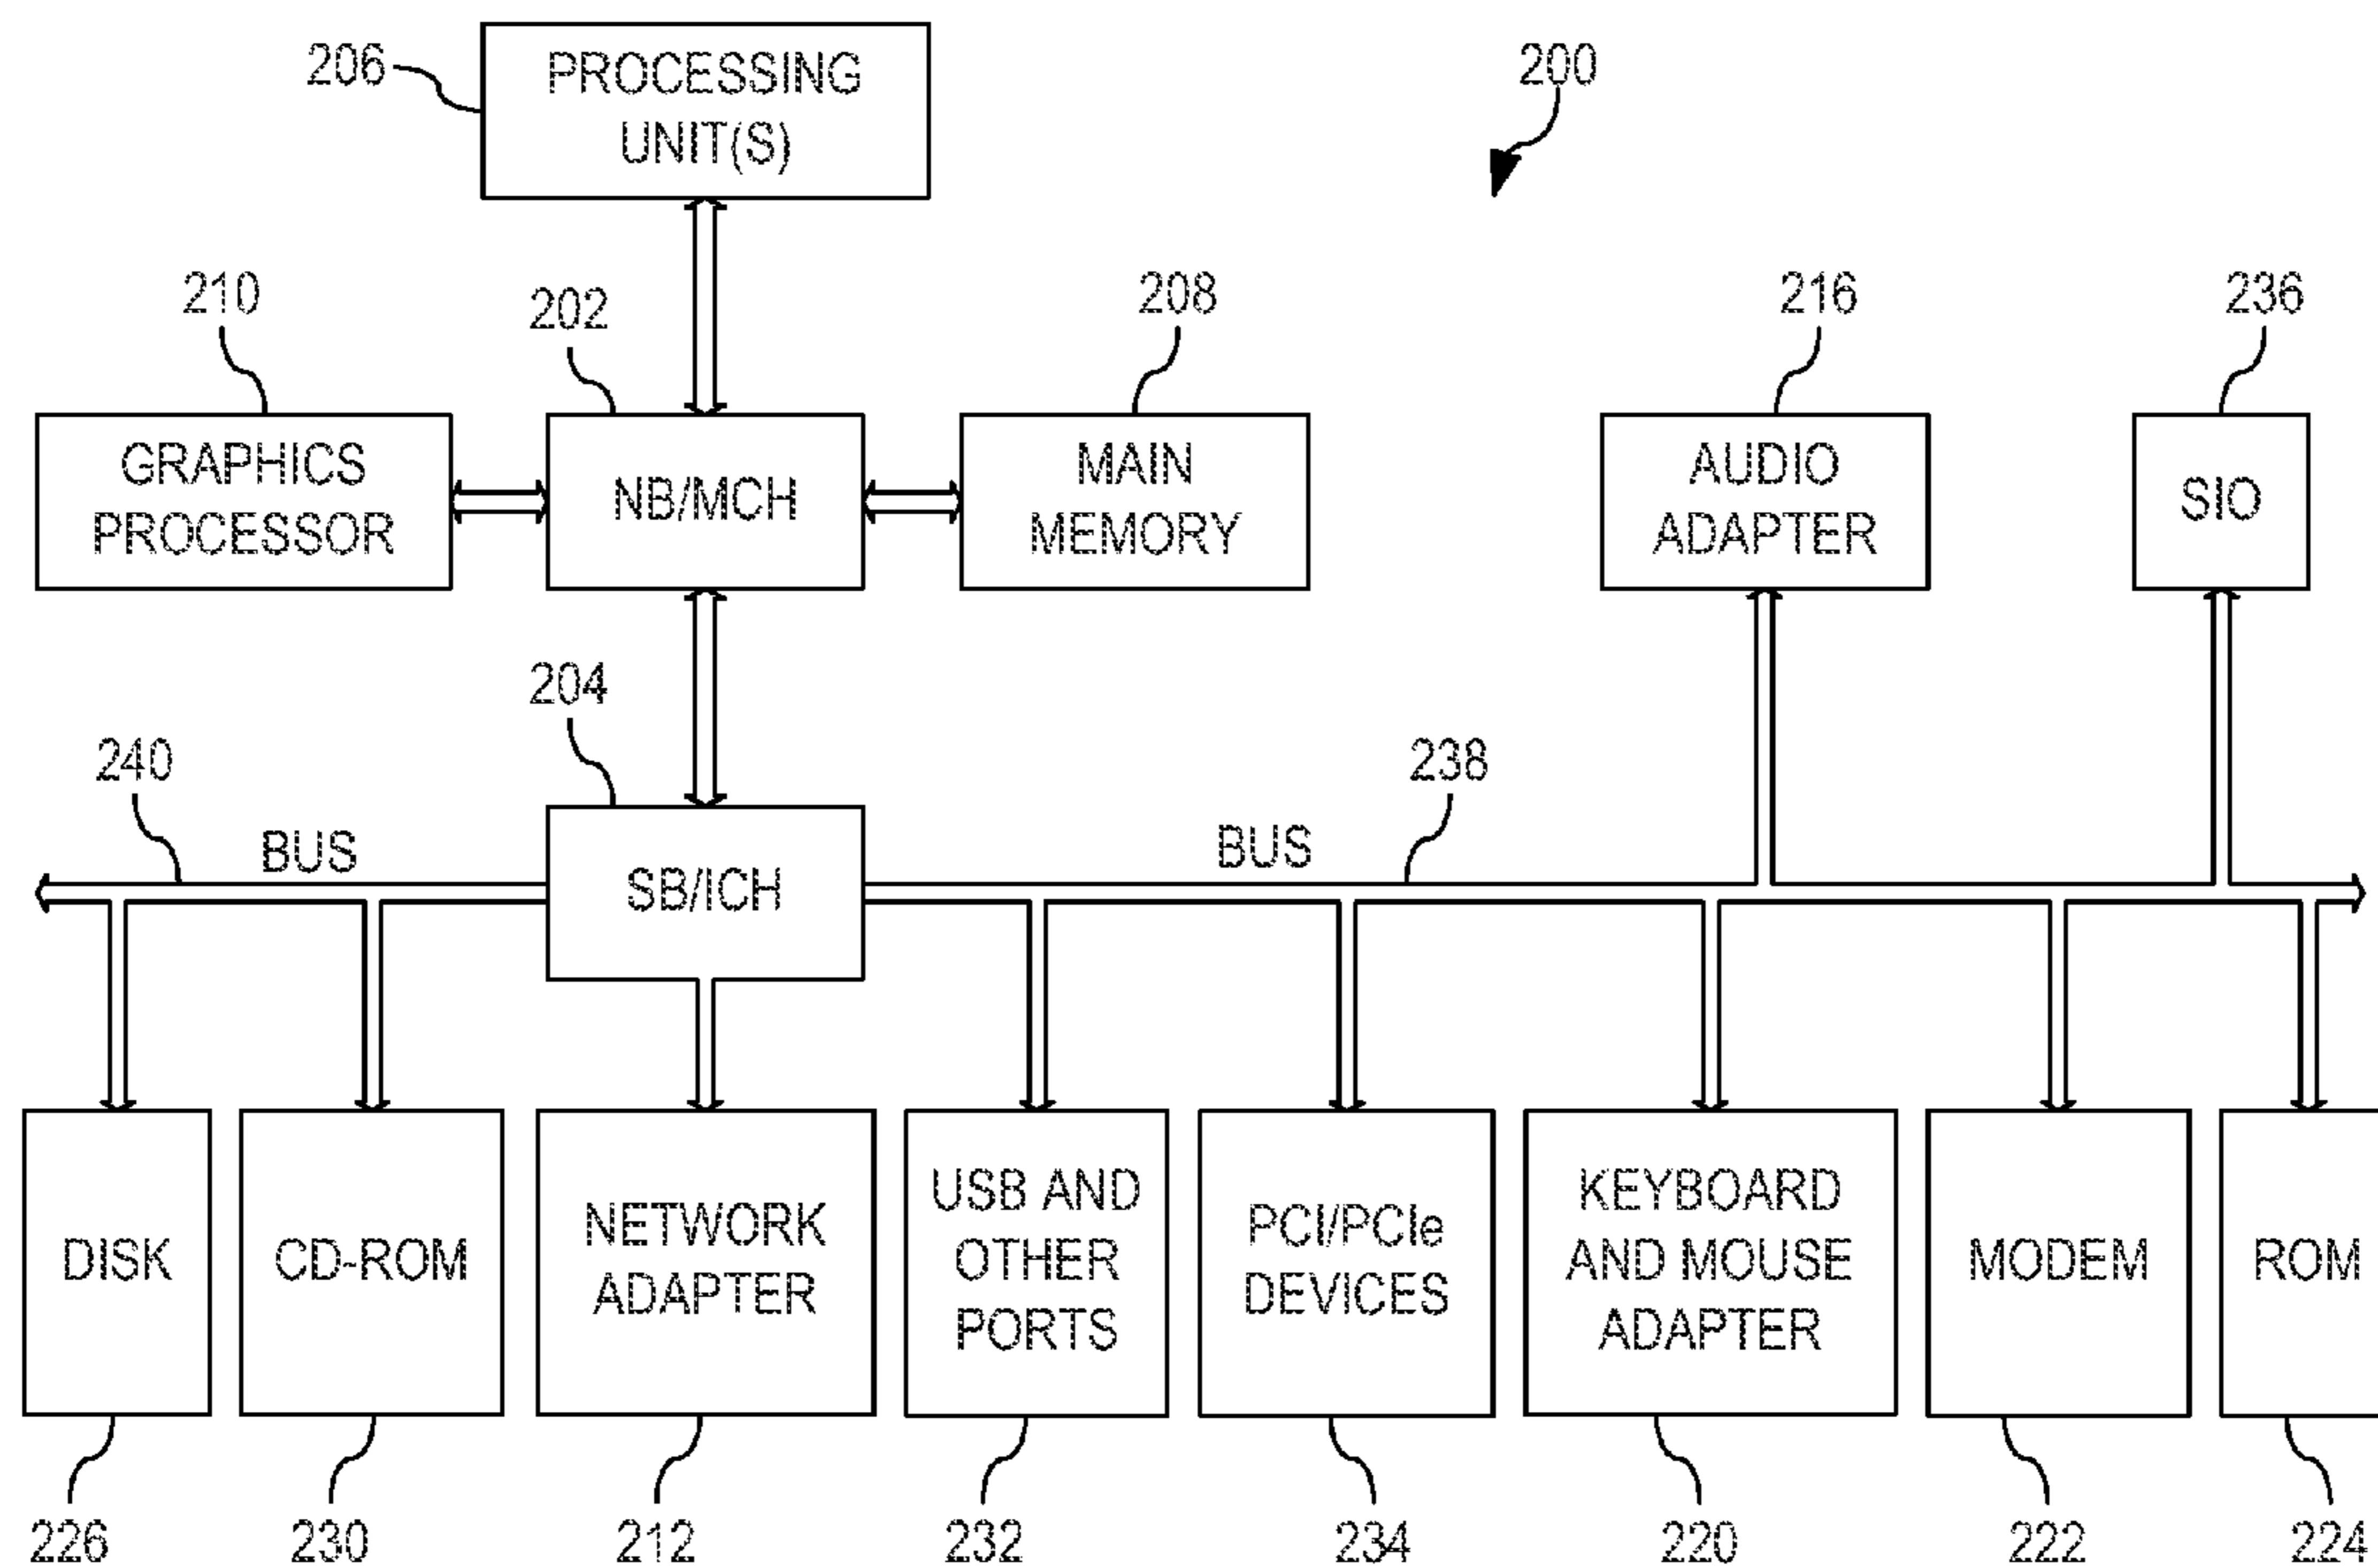 206
PROCESSING
UNIT(S)
200
210
202
208
216
236
GRAPHICS
PROCESSOR
NB/MCH
MAIN
MEMORY
AUDIO
ADAPTER
SIO
204
240
238
BUS
BUS
SB/ICH
DISK
CD-ROM
NETWORK
ADAPTER
USB AND
OTHER
PORTS
PCI/PCIe
DEVICES
KEYBOARD
AND MOUSE
ADAPTER
MODEM
ROM
226
230
212
232
234
220
222
224